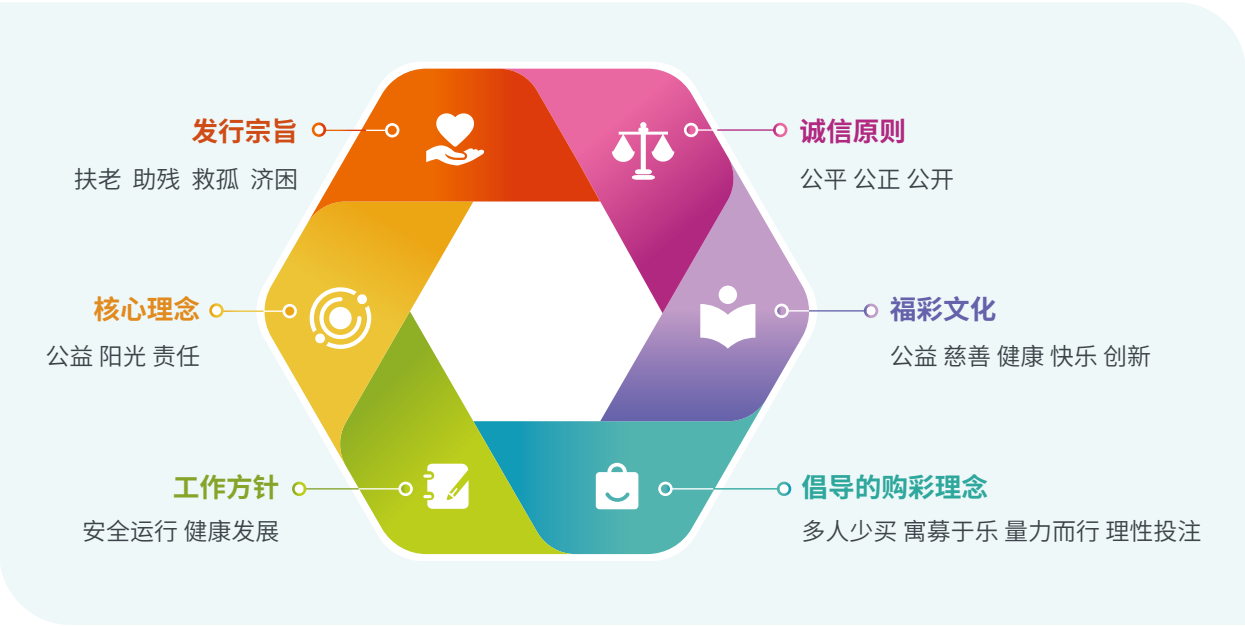 发行宗旨
扶老 助残 救孤 济困
诚信原则
公平 公正 公开
核心理念
公益 阳光 责任
福彩文化
公益 慈善 健康 快乐 创新
工作方针
安全运行 健康发展
倡导的购彩理念
多人少买 寓募于乐 量力而行 理性投注